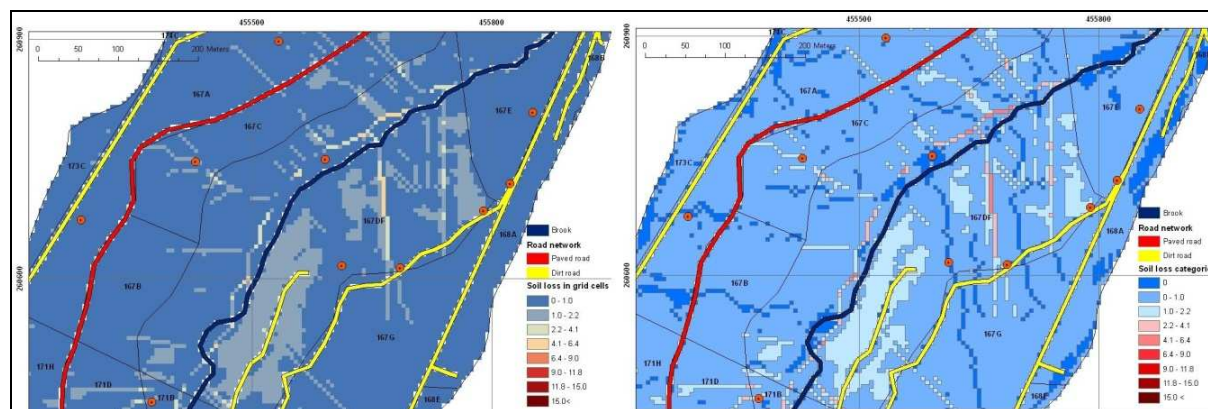 455500
455800
260900
0 50 100 200 Meters
174C
167A
167C
167E
168B
173C
167DF
168A
260600
167B
167G
171H
171D
171B
168E
Brook
Road network
Paved road
Dirt road
Soil loss in grid cells
0 - 1.0
1.0 - 2.2
2.2 - 4.1
4.1 - 6.4
6.4 - 9.0
9.0 - 11.8
11.8 - 15.0
15.0<
455500
455800
260900
0 50 100 200 Meters
167A
167C
167E
173C
167DF
168A
260600
167B
167G
171H
171D
171B
168E
Brook
Road network
Paved road
Dirt road
Soil loss categorie
0
0 - 1.0
1.0 - 2.2
2.2 - 4.1
4.1 - 6.4
6.4 - 9.0
9.0 - 11.8
11.8 - 15.0
15.0 <